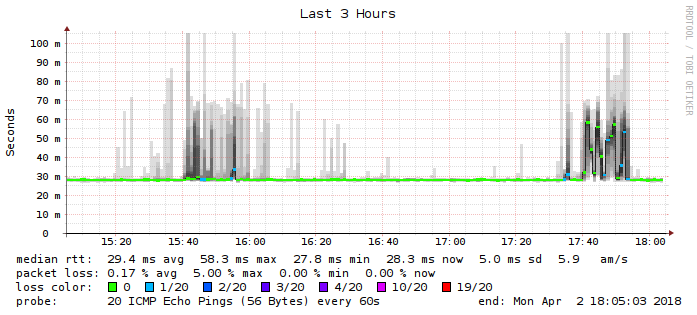 Last 3 Hours
RRDTOOL / TOBI OETIKER
Seconds
100 m
90 m
80 m
70 m
60 m
50 m
40 m
30 m
20 m
10 m
0
15:20 15:40 16:00 16:20 16:40 17:00 17:20 17:40 18:00
median rtt: 29.4 ms avg 58.3 ms max 27.8 ms min 28.3 ms now 5.0 ms sd 5.9 am/s
packet loss: 0.17 % avg 5.00 % max 0.00 % min 0.00 % now
loss color: 0 1/20 2/20 3/20 4/20 10/20 19/20
probe: 20 ICMP Echo Pings (56 Bytes) every 60s end: Mon Apr 2 18:05:03 2018